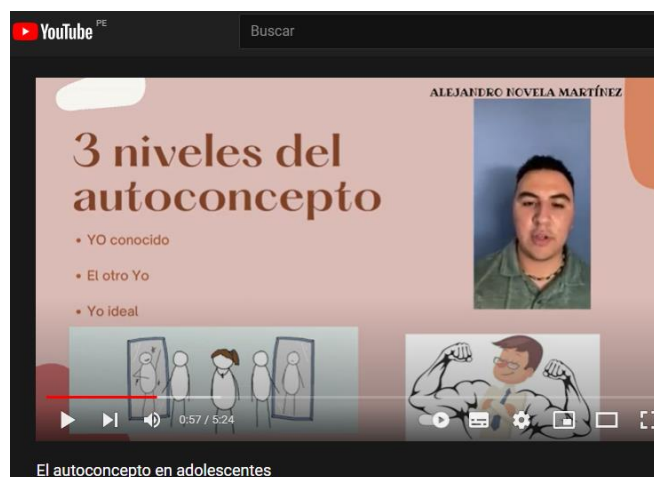 YouTube PE
Buscar
ALEJANDRO NOVELA MARTÍNEZ
3 niveles del
autoconcepto
• YO conocido
• El otro Yo
• Yo ideal
0:57 / 5:24
El autoconcepto en adolescentes